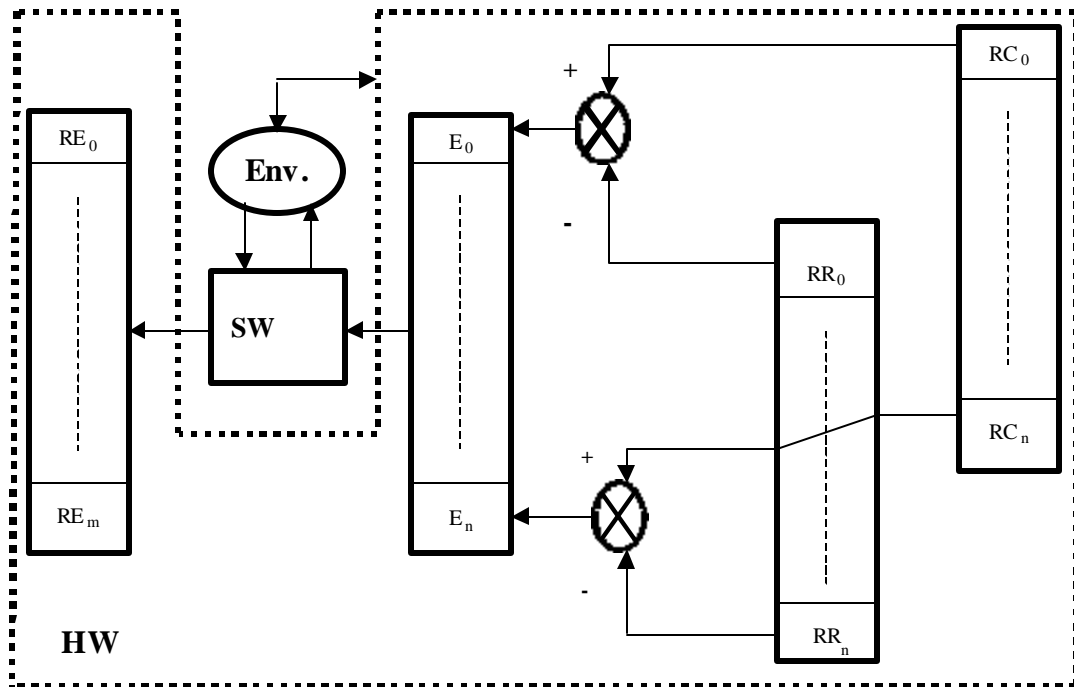 RC0
+
RE0
E0
Env.
-
RR0
SW
RCn
+
REm
En
-
HW
RRn